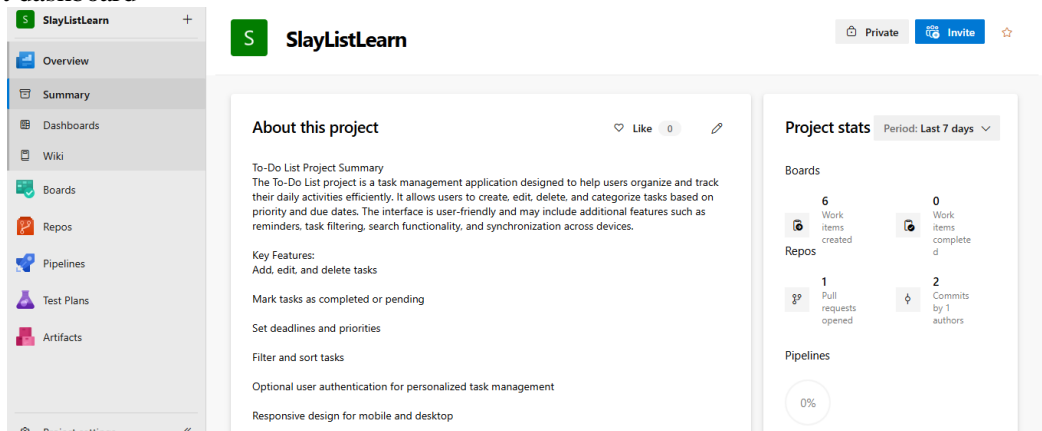 dashboard
S SlayListLearn +
Overview
Summary
Dashboards
Wiki
Boards
Repos
Pipelines
Test Plans
Artifacts
S SlayListLearn
Private
Invite
About this project
Like 0
To-Do List Project Summary
The To-Do List project is a task management application designed to help users organize and track
their daily activities efficiently. It allows users to create, edit, delete, and categorize tasks based on
priority and due dates. The interface is user-friendly and may include additional features such as
reminders, task filtering, search functionality, and synchronization across devices.
Key Features:
Add, edit, and delete tasks
Mark tasks as completed or pending
Set deadlines and priorities
Filter and sort tasks
Optional user authentication for personalized task management
Responsive design for mobile and desktop
Project stats
Period: Last 7 days
Boards
6
Work
items
created
0
Work
items
complete
d
Repos
1
Pull
requests
opened
2
Commits
by 1
authors
Pipelines
0%